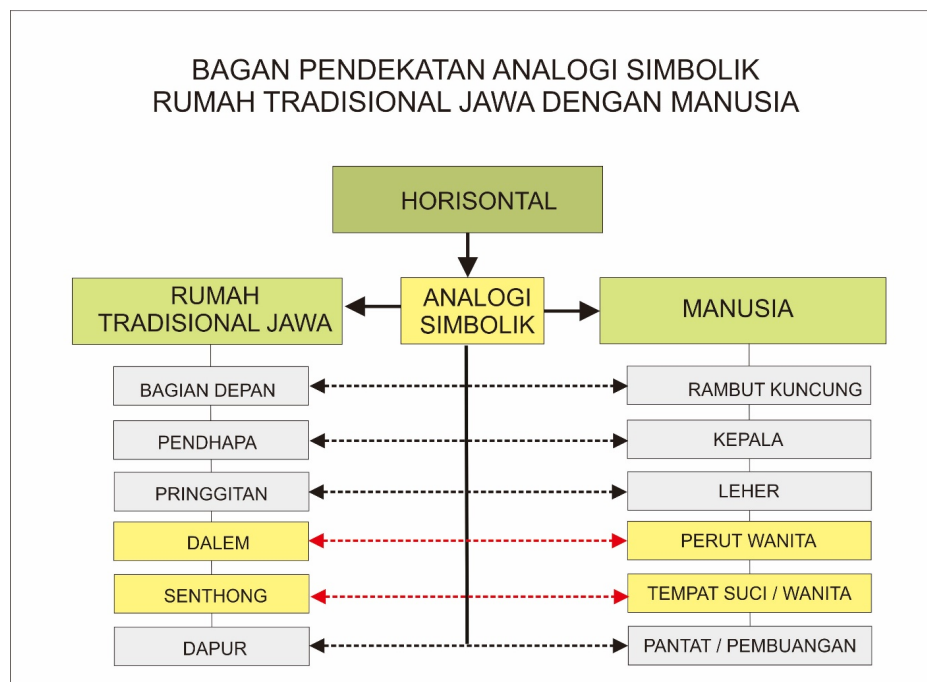 BAGAN PENDEKATAN ANALOGI SIMBOLIK
RUMAH TRADISIONAL JAWA DENGAN MANUSIA
HORISONTAL
RUMAH
TRADISIONAL JAWA
ANALOGI
SIMBOLIK
MANUSIA
BAGIAN DEPAN
RAMBUT KUNCUNG
PENDHAPA
KEPALA
PRINGGITAN
LEHER
DALEM
PERUT WANITA
SENTHONG
TEMPAT SUCI / WANITA
DAPUR
PANTAT / PEMBUANGAN